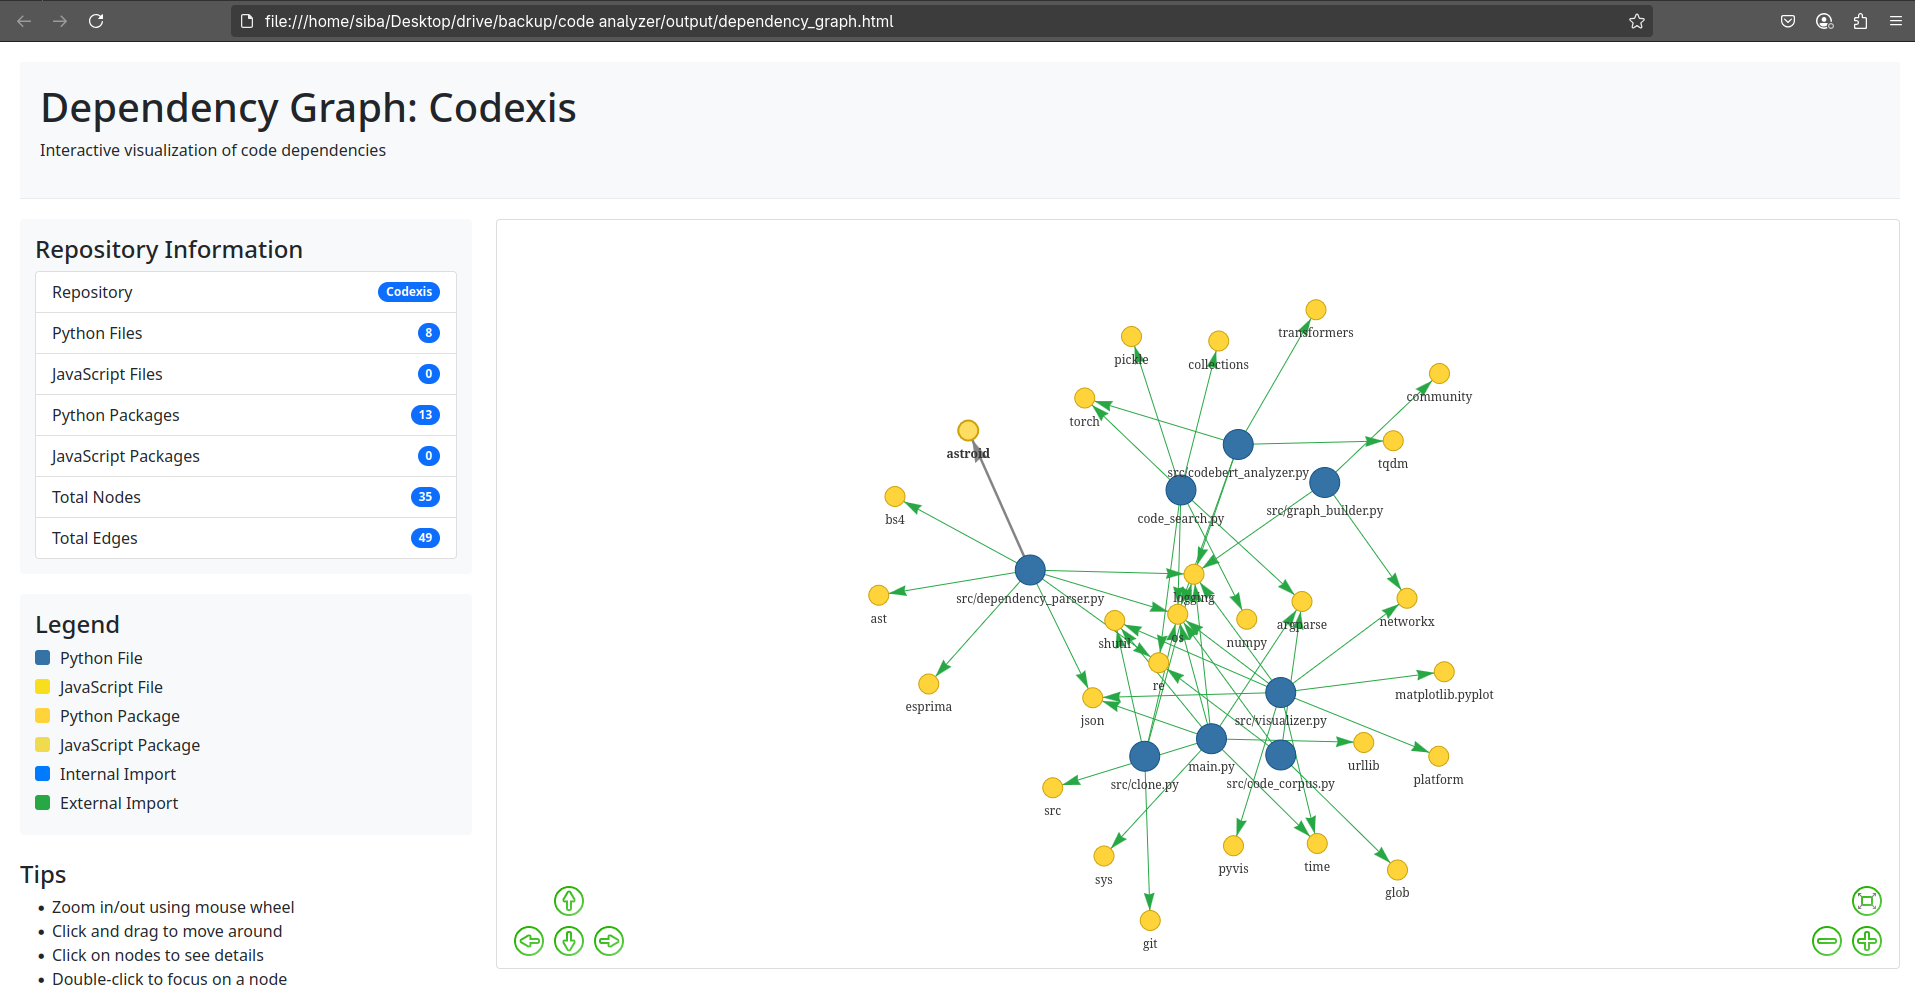 file:///home/siba/Desktop/drive/backup/code analyzer/output/dependency_graph.html
Dependency Graph: Codexis
Interactive visualization of code dependencies
Repository Information
Repository Codexis
Python Files 8
JavaScript Files 0
Python Packages 13
JavaScript Packages 0
Total Nodes 35
Total Edges 49
Legend
Python File
JavaScript File
Python Package
JavaScript Package
Internal Import
External Import
Tips
Zoom in/out using mouse wheel
Click and drag to move around
Click on nodes to see details
Double-click to focus on a node
transformers
pickle
collections
community
torch
astroid
tqdm
src/codebert_analyzer.py
src/graph_builder.py
code_search.py
bs4
src/dependency_parser.py
logging
ast
argparse
networkx
shutil
os
numpy
re
matplotlib.pyplot
esprima
json
src/visualizer.py
main.py
urllib
platform
src/clone.py
src/code_corpus.py
src
pyvis
time
sys
glob
git